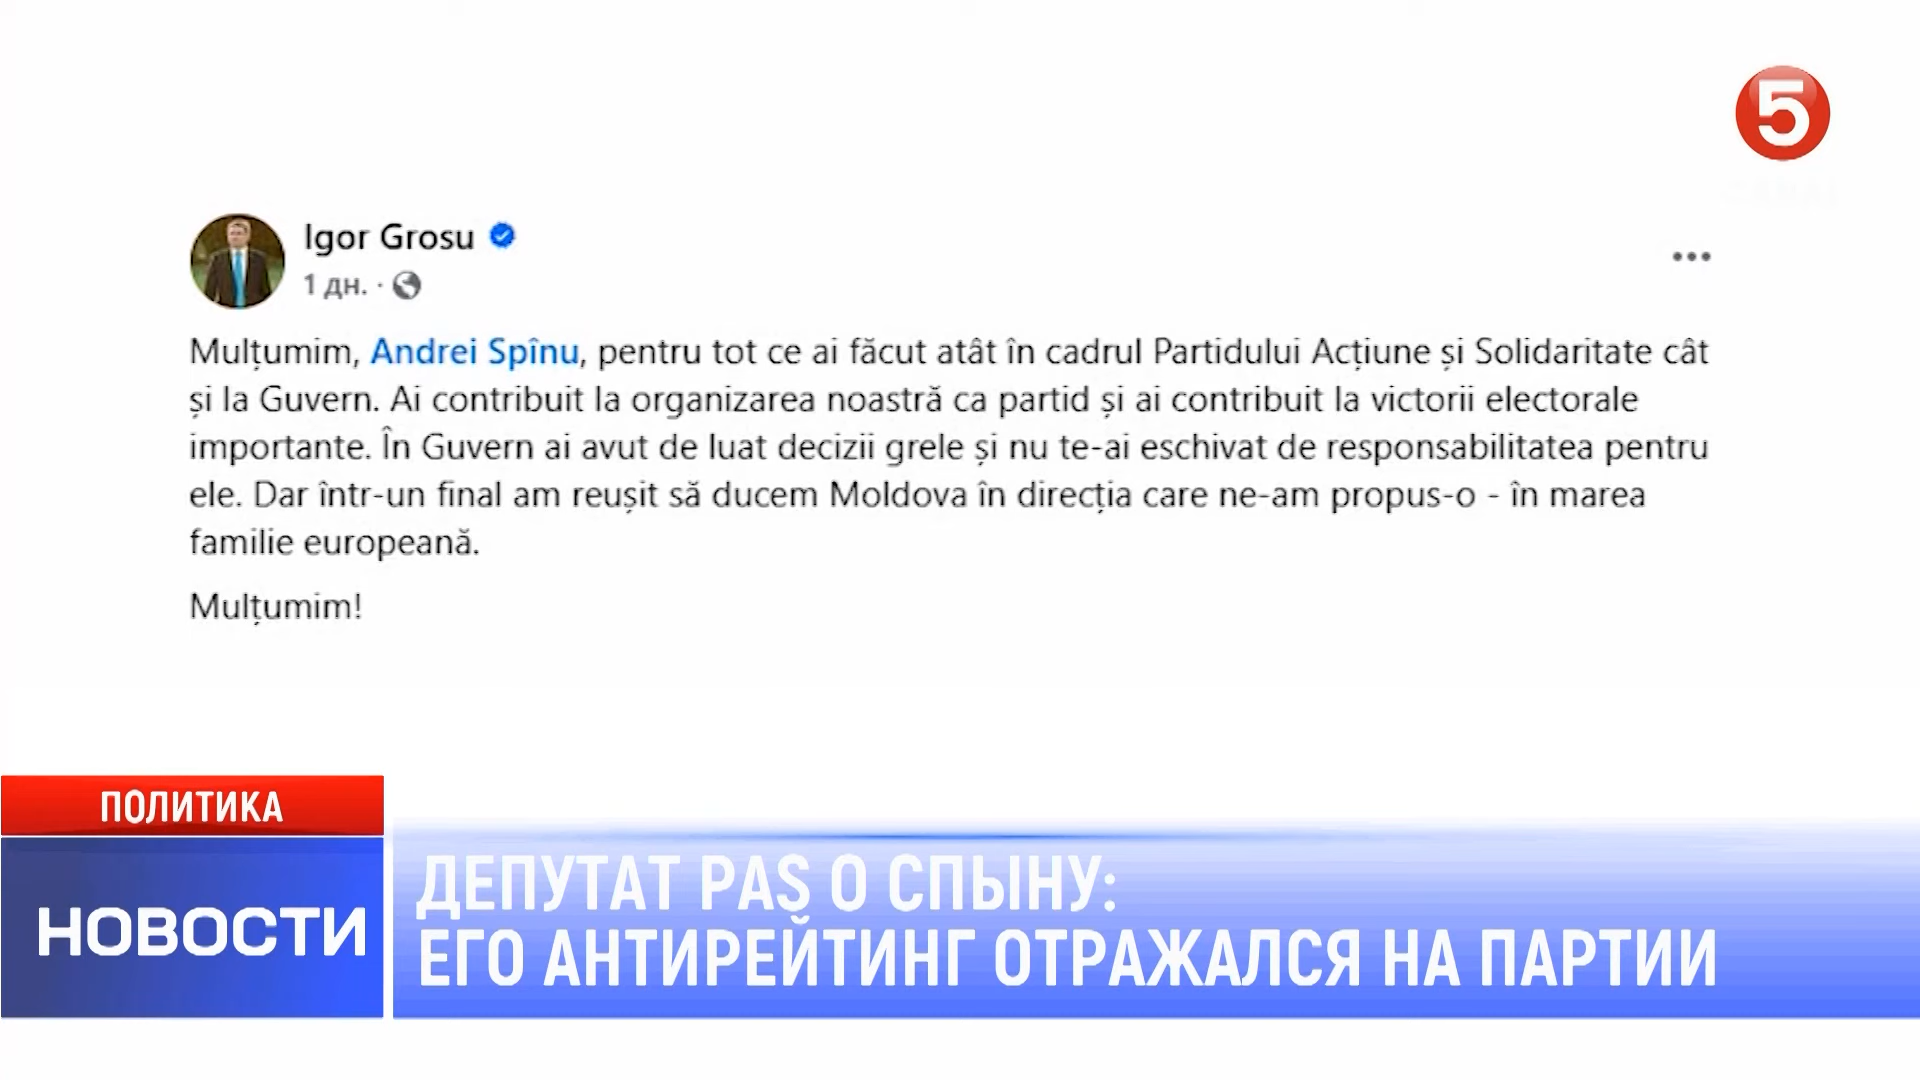 5
Igor Grosu
1 дн. ·
Mulțumim, Andrei Spînu, pentru tot ce ai făcut atât în cadrul Partidului Acțiune și Solidaritate cât
și la Guvern. Ai contribuit la organizarea noastră ca partid și ai contribuit la victorii electorale
importante. În Guvern ai avut de luat decizii grele și nu te-ai eschivat de responsabilitatea pentru
ele. Dar într-un final am reușit să ducem Moldova în direcția care ne-am propus-o - în marea
familie europeană.
Mulțumim!
ПОЛИТИКА
НОВОСТИ
ДЕПУТАТ PAS О СПЫНУ:
ЕГО АНТИРЕЙТИНГ ОТРАЖАЛСЯ НА ПАРТИИ